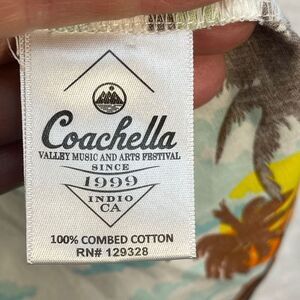 Coachella
VALLEY MUSIC AND ARTS FESTIVAL
SINCE
1999
INDIO
CA
100% COMBED COTTON
RN# 129328